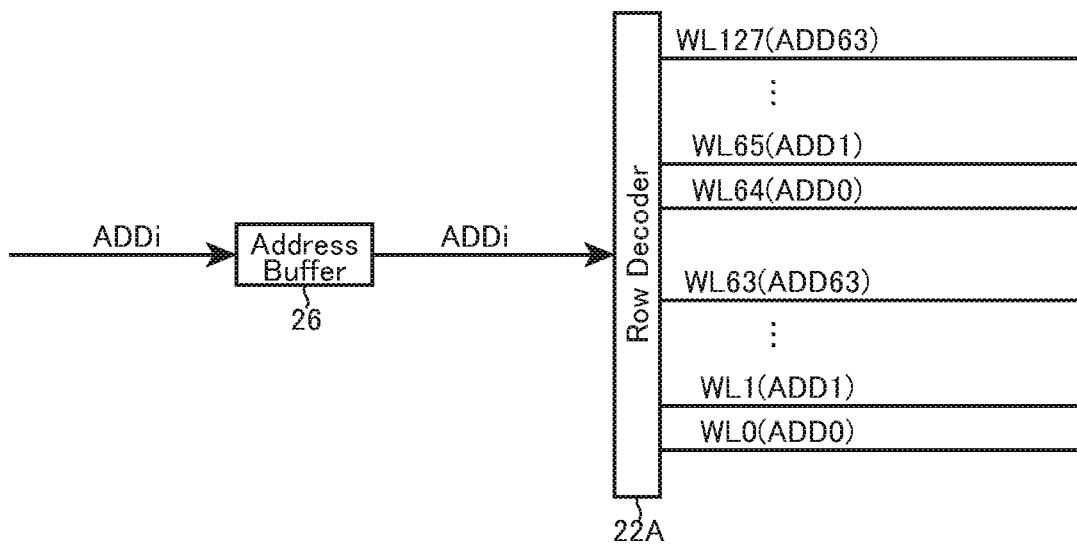 WL127(ADD63)
⋮
WL65(ADD1)
WL64(ADD0)
ADDi
Address
Buffer
26
ADDi
Row Decoder
WL63(ADD63)
⋮
WL1(ADD1)
WL0(ADD0)
22A